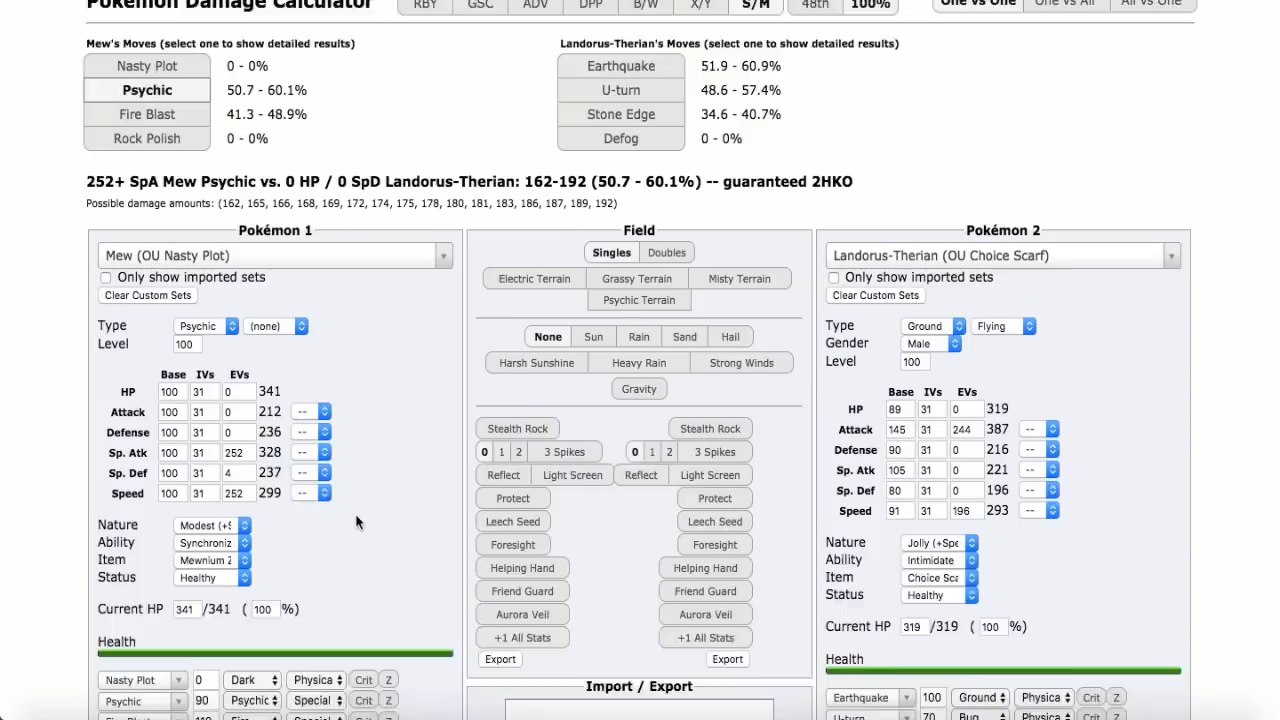 Pokémon Damage Calculator RBY GSC ADV DPP B/W X/Y S/M 48th 100% One vs One One vs All All vs One
Mew's Moves (select one to show detailed results) Landorus-Therian's Moves (select one to show detailed results)
Nasty Plot 0 - 0% Earthquake 51.9 - 60.9%
Psychic 50.7 - 60.1% U-turn 48.6 - 57.4%
Fire Blast 41.3 - 48.9% Stone Edge 34.6 - 40.7%
Rock Polish 0 - 0% Defog 0 - 0%
252+ SpA Mew Psychic vs. 0 HP / 0 SpD Landorus-Therian: 162-192 (50.7 - 60.1%) -- guaranteed 2HKO
Possible damage amounts: (162, 165, 166, 168, 169, 172, 174, 175, 178, 180, 181, 183, 186, 187, 189, 192)
Pokémon 1
Mew (OU Nasty Plot)
Only show imported sets
Clear Custom Sets
Type Psychic (none)
Level 100
Base IVs EVs
HP 100 31 0 341
Attack 100 31 0 212 --
Defense 100 31 0 236 --
Sp. Atk 100 31 252 328 --
Sp. Def 100 31 4 237 --
Speed 100 31 252 299 --
Nature Modest (+S
Ability Synchroniz
Item Mewnium Z
Status Healthy
Current HP 341 /341 ( 100 %)
Health
Nasty Plot 0 Dark Physica Crit Z
Psychic 90 Psychic Special Crit Z
Field
Singles Doubles
Electric Terrain Grassy Terrain Misty Terrain
Psychic Terrain
None Sun Rain Sand Hail
Harsh Sunshine Heavy Rain Strong Winds
Gravity
Stealth Rock Stealth Rock
0 1 2 3 Spikes 0 1 2 3 Spikes
Reflect Light Screen Reflect Light Screen
Protect Protect
Leech Seed Leech Seed
Foresight Foresight
Helping Hand Helping Hand
Friend Guard Friend Guard
Aurora Veil Aurora Veil
+1 All Stats +1 All Stats
Export Export
Import / Export
Pokémon 2
Landorus-Therian (OU Choice Scarf)
Only show imported sets
Clear Custom Sets
Type Ground Flying
Gender Male
Level 100
Base IVs EVs
HP 89 31 0 319
Attack 145 31 244 387 --
Defense 90 31 0 216 --
Sp. Atk 105 31 0 221 --
Sp. Def 80 31 0 196 --
Speed 91 31 196 293 --
Nature Jolly (+Spe
Ability Intimidate
Item Choice Sca
Status Healthy
Current HP 319 /319 ( 100 %)
Health
Earthquake 100 Ground Physica Crit Z
U-turn 70 Bug Physica Crit Z